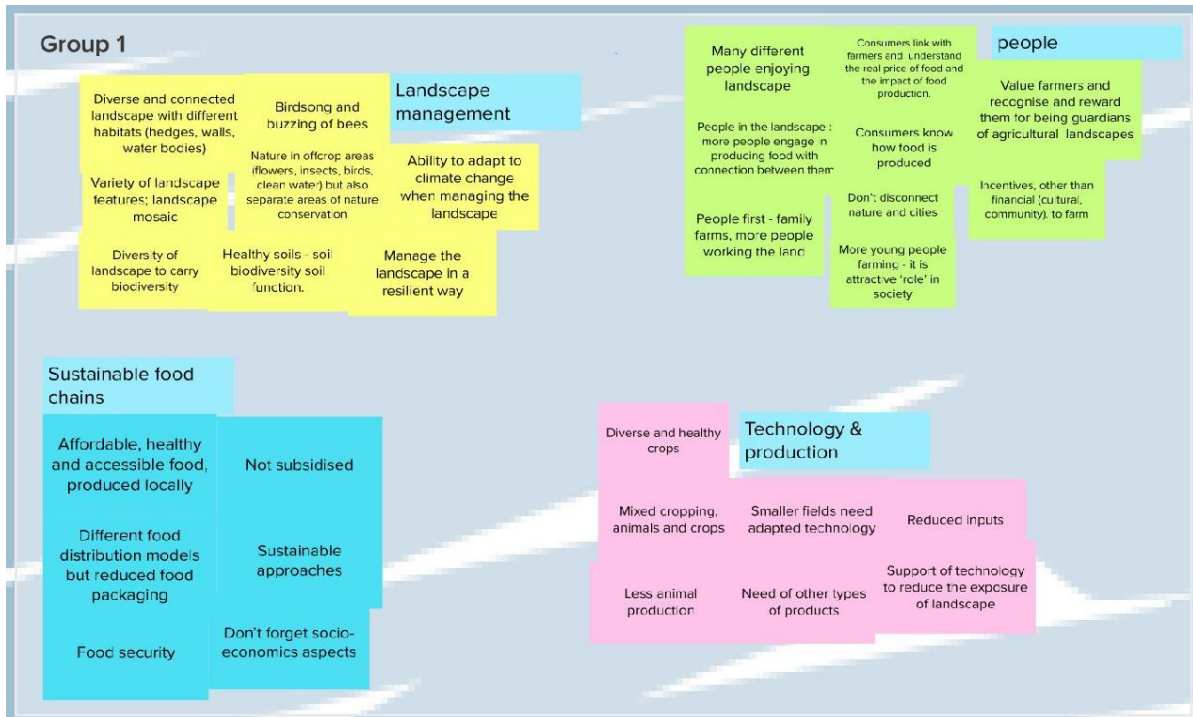 Group 1
Landscape
management
Diverse and connected
landscape with different
habitats (hedges, walls,
water bodies)
Birdsong and
buzzing of bees
Variety of landscape
features; landscape
mosaic
Nature in offcrop areas
(flowers, insects, birds,
clean water) but also
separate areas of nature
conservation
Ability to adapt to
climate change
when managing the
landscape
Diversity of
landscape to carry
biodiversity
Healthy soils - soil
biodiversity soil
function.
Manage the
landscape in a
resilient way
people
Many different
people enjoying
landscape
Consumers link with
farmers and understand
the real price of food and
the impact of food
production.
Value farmers and
recognise and reward
them for being guardians
of agricultural landscapes
People in the landscape :
more people engage in
producing food with
connection between them
Consumers know
how food is
produced
Don't disconnect
nature and cities
Incentives, other than
financial (cultural,
community), to farm
People first - family
farms, more people
working the land
More young people
farming - it is
attractive 'role' in
society
Sustainable food
chains
Affordable, healthy
and accessible food,
produced locally
Not subsidised
Different food
distribution models
but reduced food
packaging
Sustainable
approaches
Food security
Don't forget socio-
economics aspects
Technology &
production
Diverse and healthy
crops
Mixed cropping,
animals and crops
Smaller fields need
adapted technology
Reduced inputs
Less animal
production
Need of other types
of products
Support of technology
to reduce the exposure
of landscape